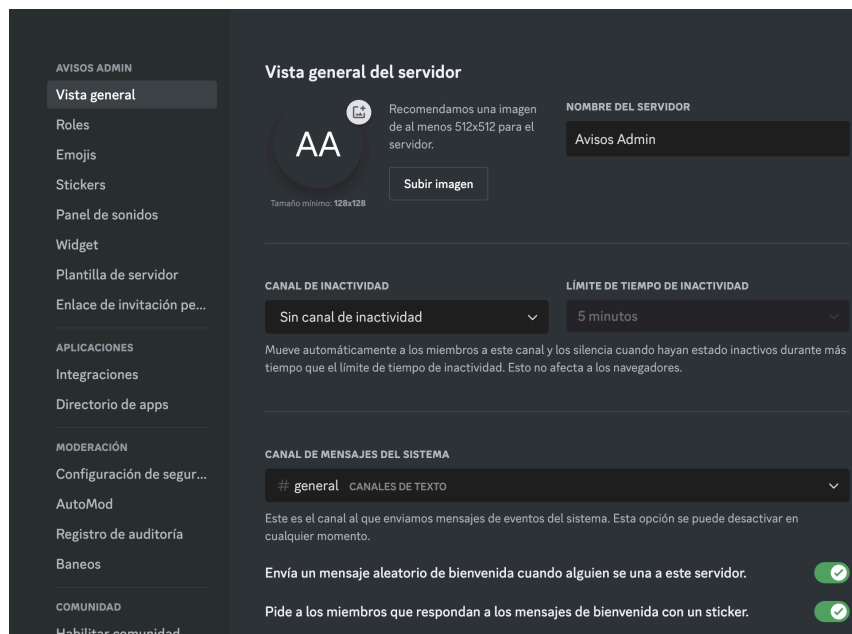 AVISOS ADMIN
Vista general
Roles
Emojis
Stickers
Panel de sonidos
Widget
Plantilla de servidor
Enlace de invitación pe...
APLICACIONES
Integraciones
Directorio de apps
MODERACIÓN
Configuración de segur...
AutoMod
Registro de auditoría
Baneos
COMUNIDAD
Habilitar comunidad
Vista general del servidor
AA
Tamaño mínimo: 128x128
Recomendamos una imagen
de al menos 512x512 para el
servidor.
Subir imagen
NOMBRE DEL SERVIDOR
Avisos Admin
CANAL DE INACTIVIDAD
Sin canal de inactividad
LÍMITE DE TIEMPO DE INACTIVIDAD
5 minutos
Mueve automáticamente a los miembros a este canal y los silencia cuando hayan estado inactivos durante más
tiempo que el límite de tiempo de inactividad. Esto no afecta a los navegadores.
CANAL DE MENSAJES DEL SISTEMA
# general CANALES DE TEXTO
Este es el canal al que enviamos mensajes de eventos del sistema. Esta opción se puede desactivar en
cualquier momento.
Envía un mensaje aleatorio de bienvenida cuando alguien se una a este servidor.
Pide a los miembros que respondan a los mensajes de bienvenida con un sticker.